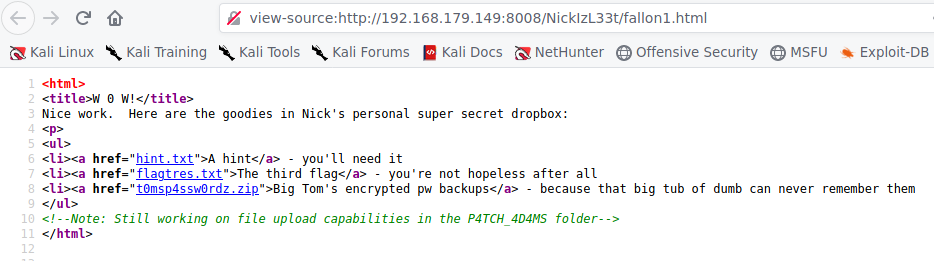 view-source:http://192.168.179.149:8008/NickIzL33t/fallon1.html
Kali Linux Kali Training Kali Tools Kali Forums Kali Docs NetHunter Offensive Security MSFU Exploit-DB
1 <html>
2 <title>W 0 W!</title>
3 Nice work.  Here are the goodies in Nick's personal super secret dropbox:
4 <p>
5 <ul>
6 <li><a href="hint.txt">A hint</a> - you'll need it
7 <li><a href="flagtres.txt">The third flag</a> - you're not hopeless after all
8 <li><a href="t0msp4ssw0rdz.zip">Big Tom's encrypted pw backups</a> - because that big tub of dumb can never remember them
9 </ul>
10 <!--Note: Still working on file upload capabilities in the P4TCH_4D4MS folder-->
11 </html>
12